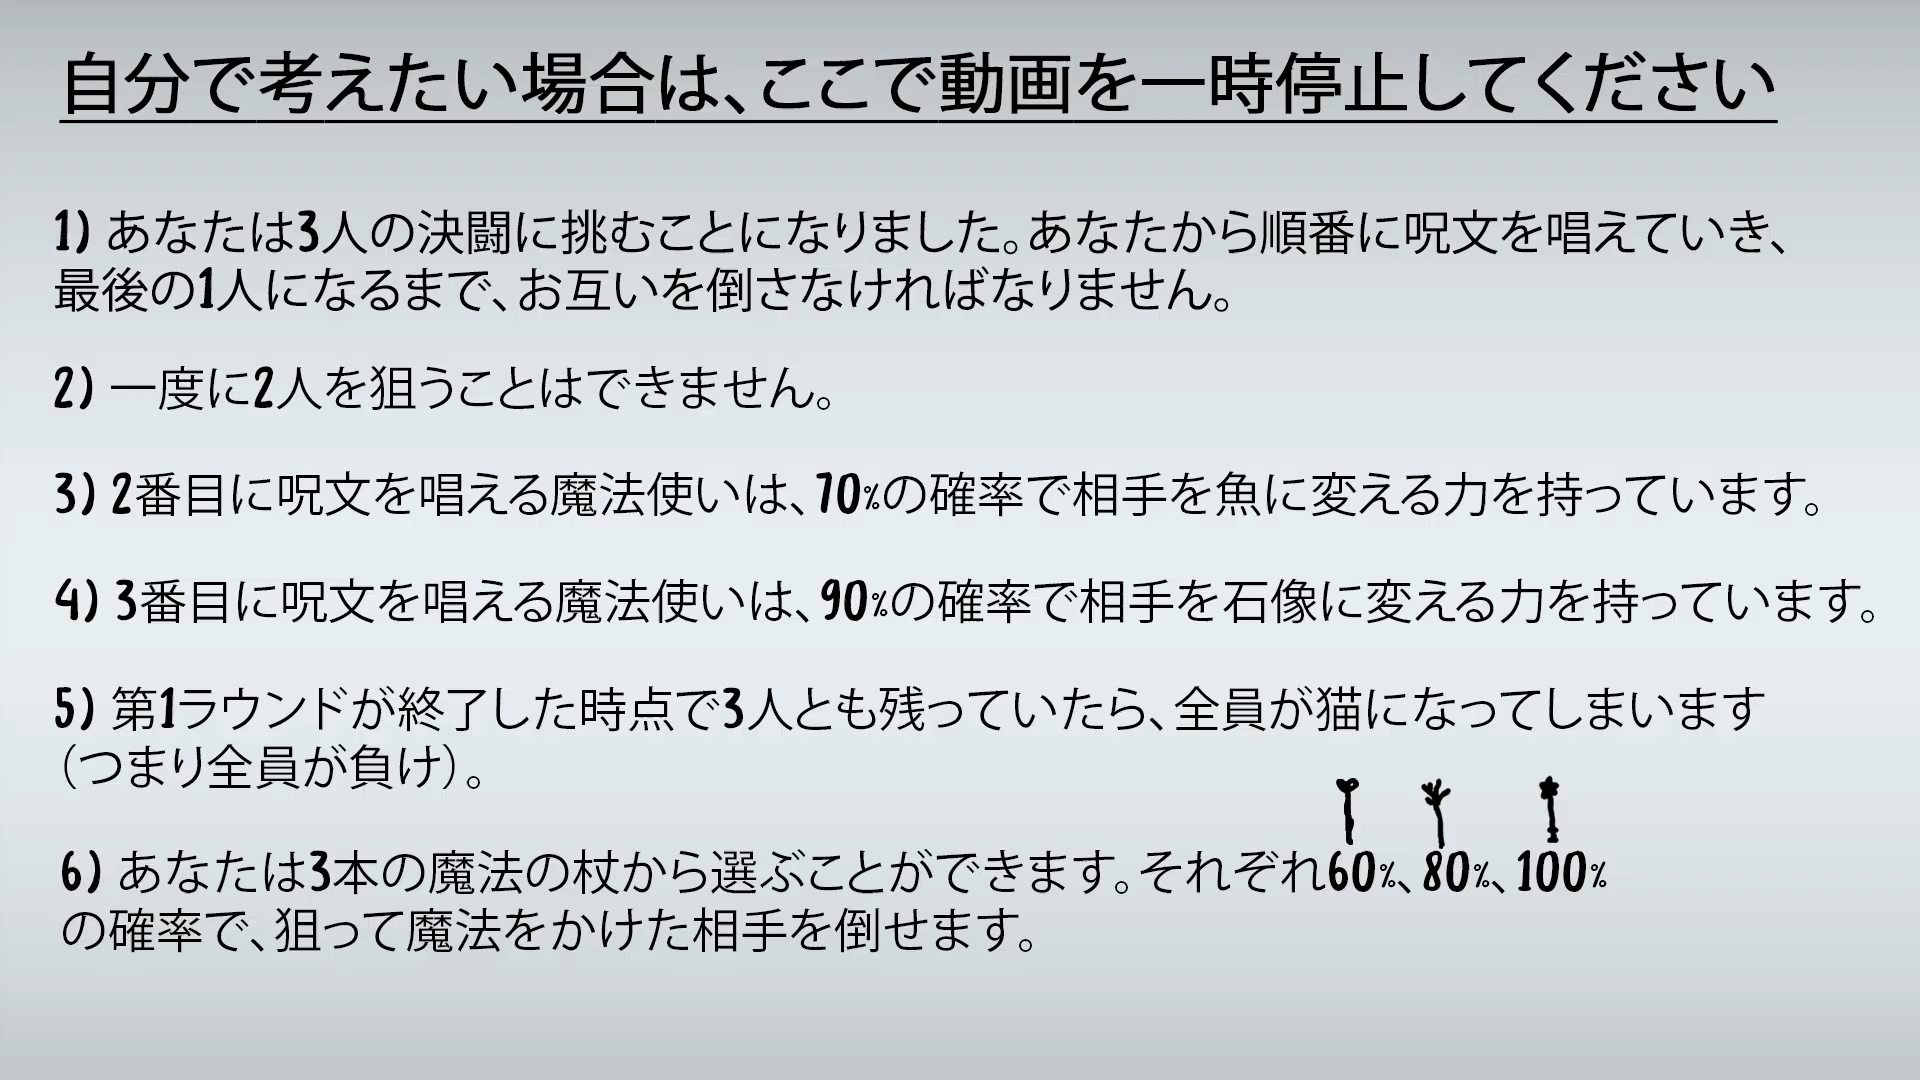 自分で考えたい場合は、ここで動画を一時停止してください
1) あなたは3人の決闘に挑むことになりました。あなたから順番に呪文を唱えていき、
最後の1人になるまで、お互いを倒さなければなりません。
2) 一度に2人を狙うことはできません。
3) 2番目に呪文を唱える魔法使いは、70%の確率で相手を魚に変える力を持っています。
4) 3番目に呪文を唱える魔法使いは、90%の確率で相手を石像に変える力を持っています。
5) 第1ラウンドが終了した時点で3人とも残っていたら、全員が猫になってしまいます
（つまり全員が負け）。
6) あなたは3本の魔法の杖から選ぶことができます。それぞれ60%、80%、100%
の確率で、狙って魔法をかけた相手を倒せます。